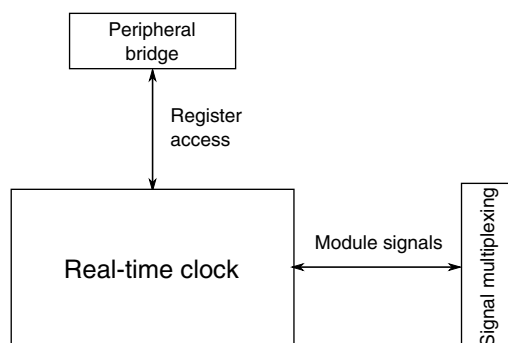 Peripheral
bridge
Register
access
Real-time clock
Module signals
Signal multiplexing